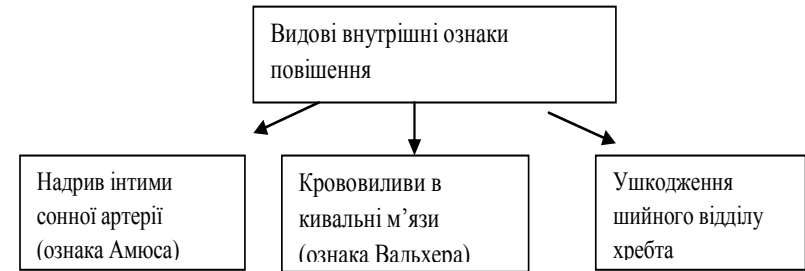 Видові внутрішні ознаки
повішення
Надрив інтими
сонної артерії
(ознака Амюса)
Крововиливи в
кивальні м’язи
(ознака Вальхера)
Ушкодження
шийного відділу
хребта